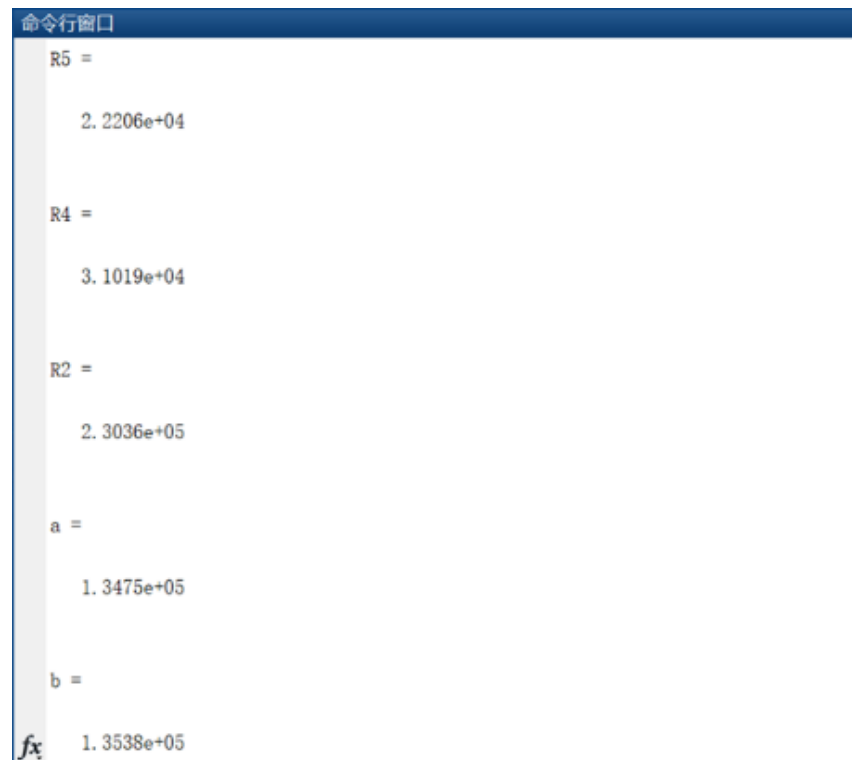 命令行窗口
R5 =
2.2206e+04
R4 =
3.1019e+04
R2 =
2.3036e+05
a =
1.3475e+05
b =
1.3538e+05
fx